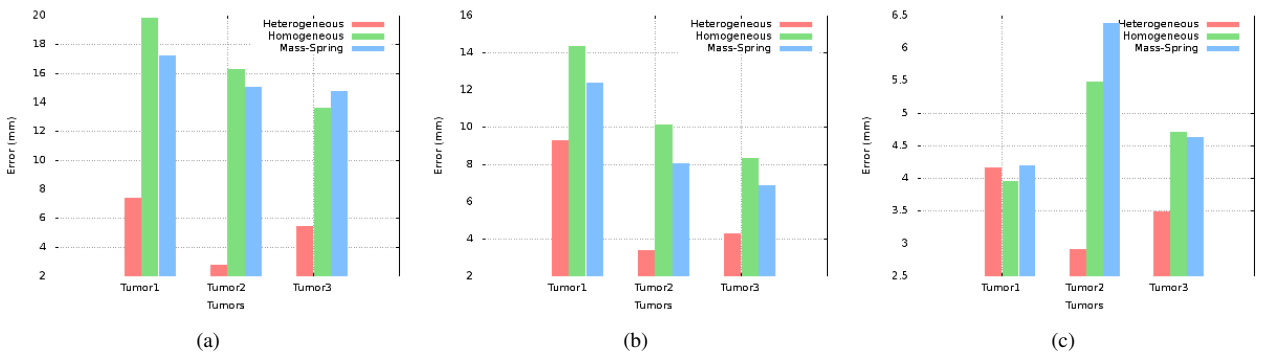 20
18
16
14
12
10
8
6
4
2
Error (mm)
Heterogeneous
Homogeneous
Mass-Spring
Tumor1 Tumor2 Tumor3
Tumors
(a)
16
14
12
10
8
6
4
2
Error (mm)
Heterogeneous
Homogeneous
Mass-Spring
Tumor1 Tumor2 Tumor3
Tumors
(b)
6.5
6
5.5
5
4.5
4
3.5
3
2.5
Error (mm)
Heterogeneous
Homogeneous
Mass-Spring
Tumor1 Tumor2 Tumor3
Tumors
(c)